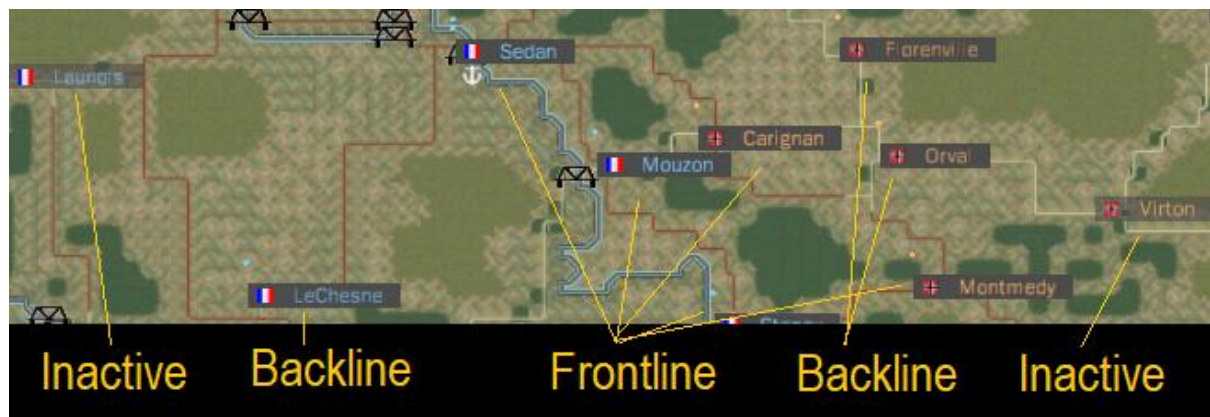 Sedan
Florenville
Launois
Carignan
Mouzon
Orval
Virton
LeChesne
Montmedy
Inactive
Backline
Frontline
Backline
Inactive